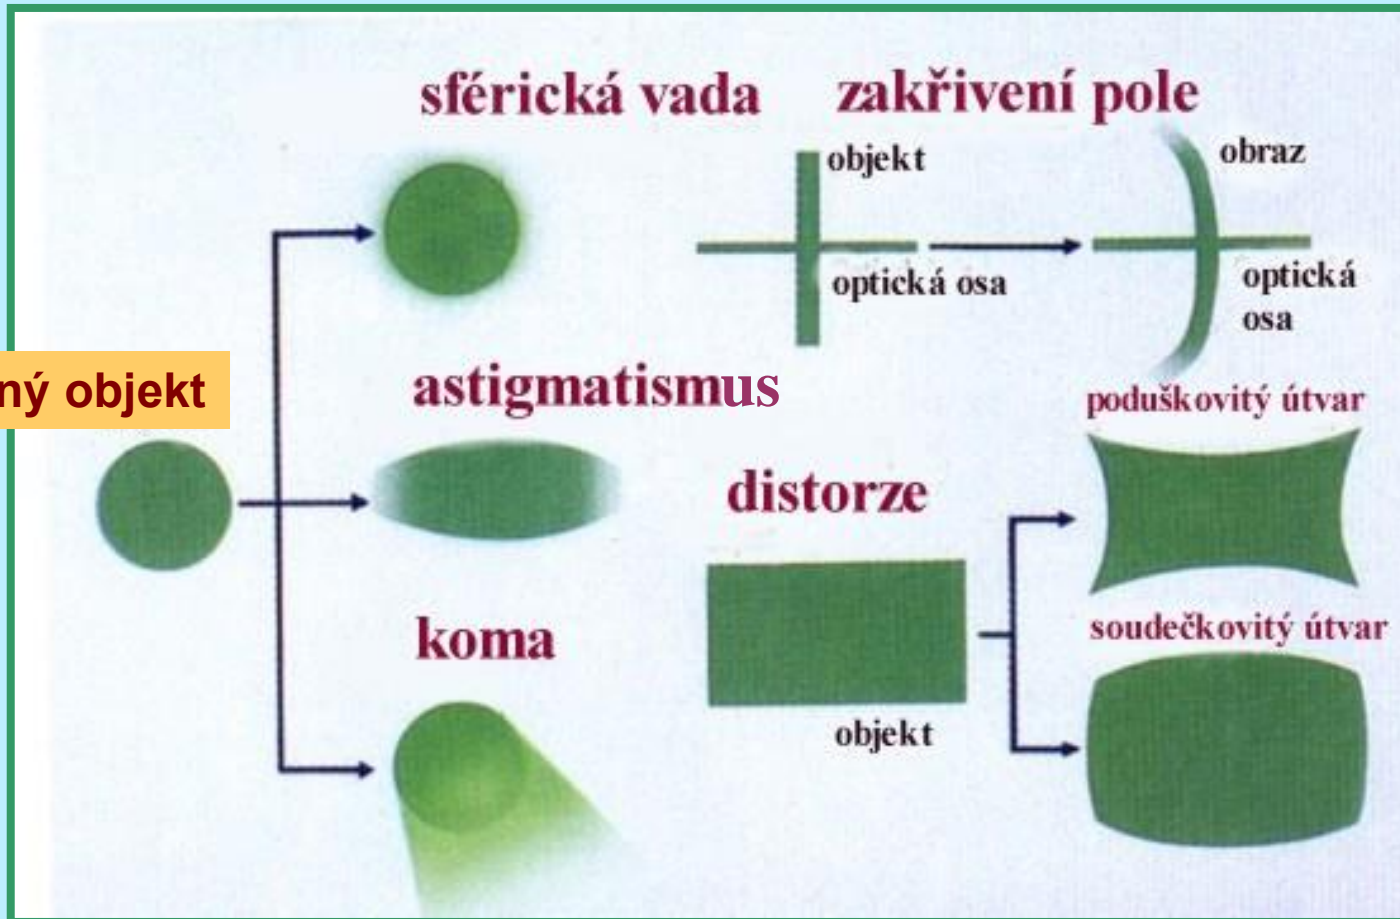 sférická vada
zakřivení pole
objekt
obraz
optická osa
optická
osa
ný objekt
astigmatismus
poduškovitý útvar
distorze
koma
soudečkovitý útvar
objekt